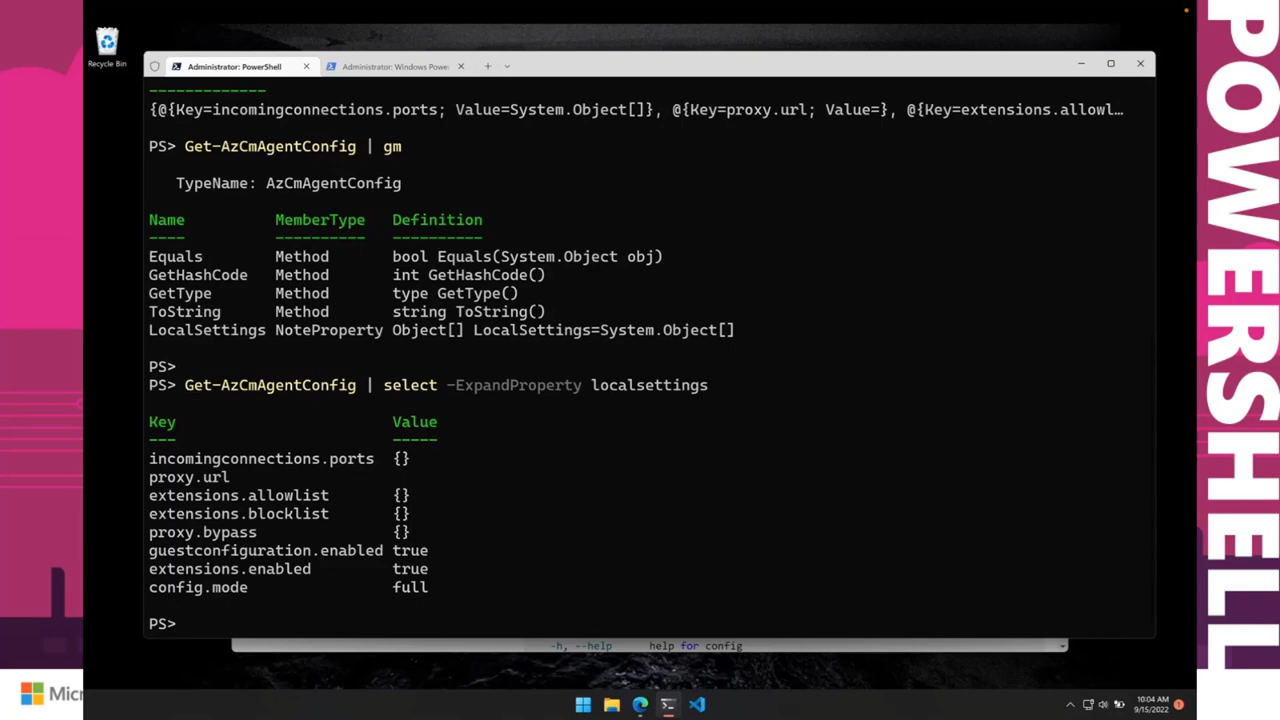 Recycle Bin
Administrator: PowerShell
Administrator: Windows Powe
{@{Key=incomingconnections.ports; Value=System.Object[]}, @{Key=proxy.url; Value=}, @{Key=extensions.allowl…
PS> Get-AzCmAgentConfig | gm
TypeName: AzCmAgentConfig
Name MemberType Definition
---- ---------- ----------
Equals Method bool Equals(System.Object obj)
GetHashCode Method int GetHashCode()
GetType Method type GetType()
ToString Method string ToString()
LocalSettings NoteProperty Object[] LocalSettings=System.Object[]
PS>
PS> Get-AzCmAgentConfig | select -ExpandProperty localsettings
Key Value
--- -----
incomingconnections.ports {}
proxy.url
extensions.allowlist {}
extensions.blocklist {}
proxy.bypass {}
guestconfiguration.enabled true
extensions.enabled true
config.mode full
PS>
-h, --help help for config
10:04 AM
9/15/2022
1
Micr
POWERSHELL